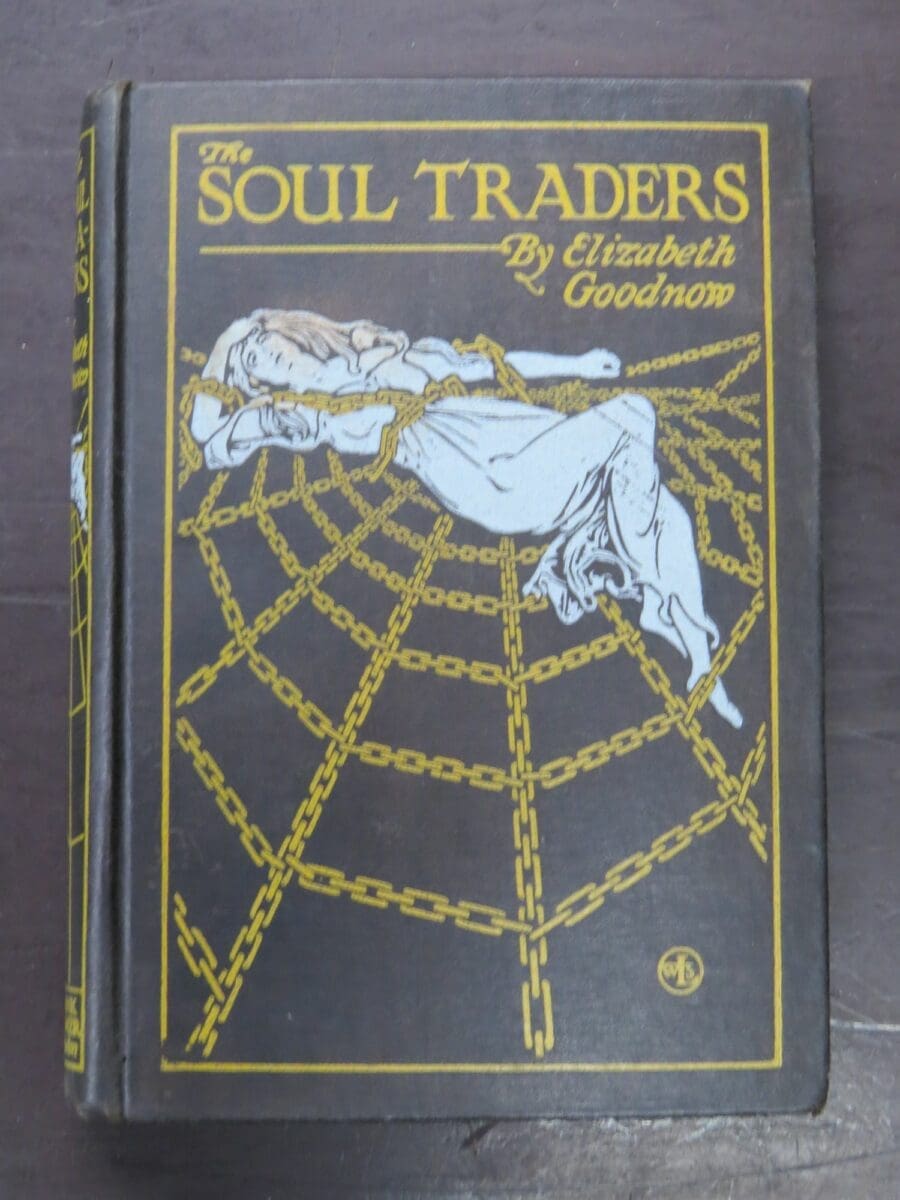 The
SOUL TRADERS
By Elizabeth
Goodnow